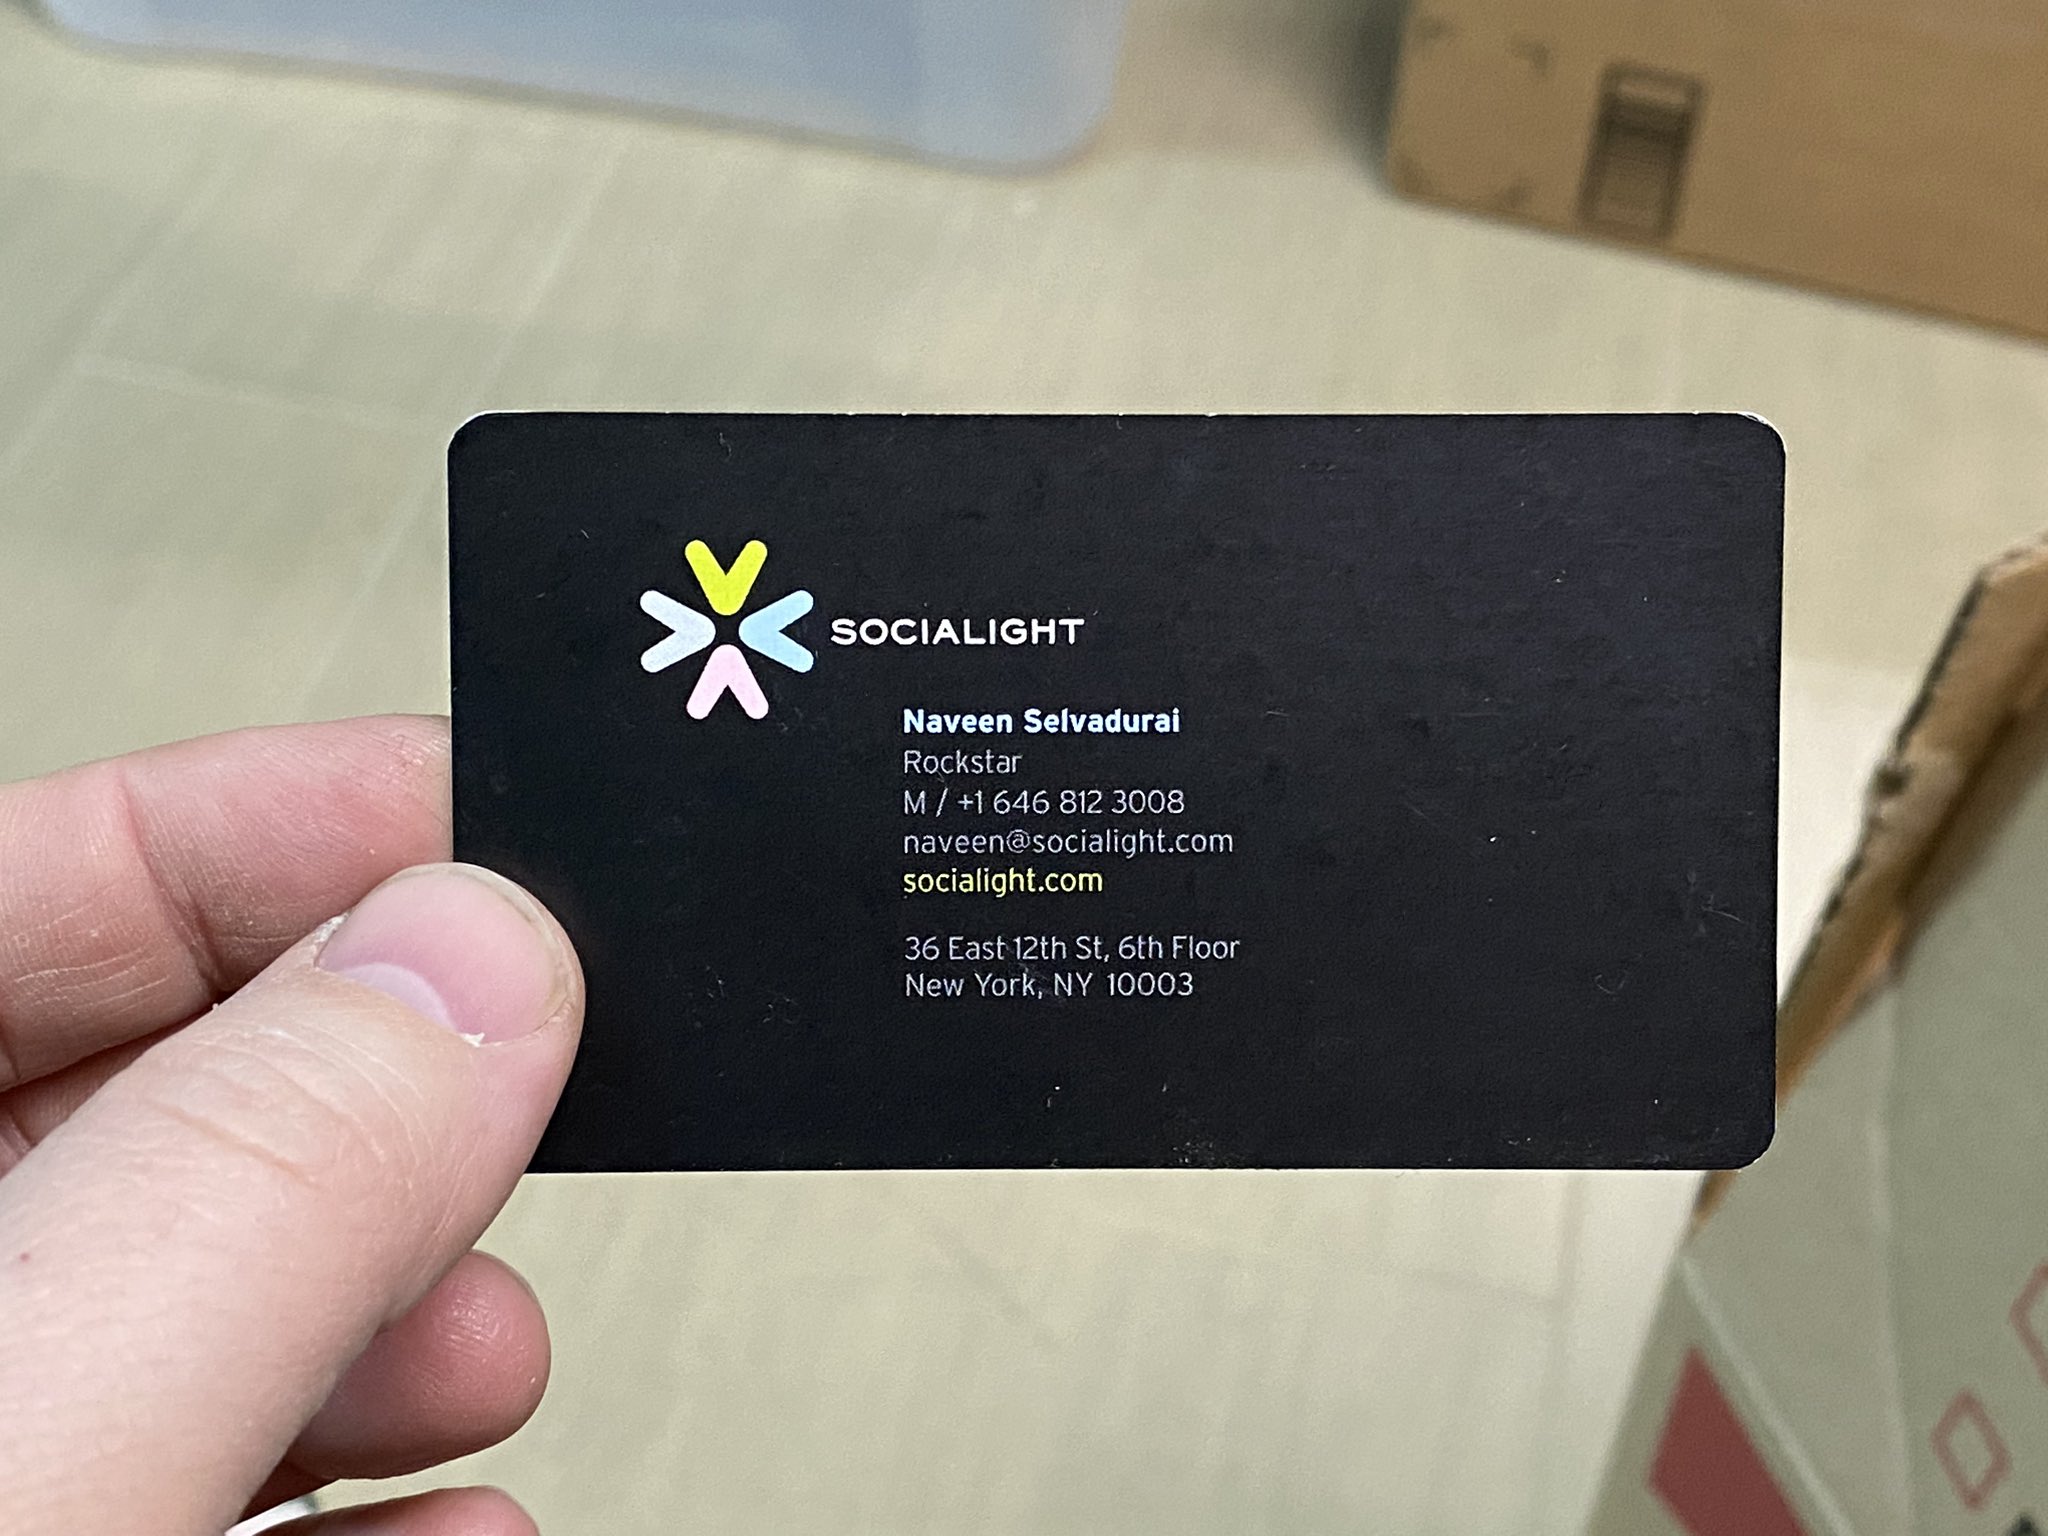 SOCIALIGHT
Naveen Selvadurai
Rockstar
M / +1 646 812 3008
naveen@socialight.com
socialight.com
36 East 12th St, 6th Floor
New York, NY 10003